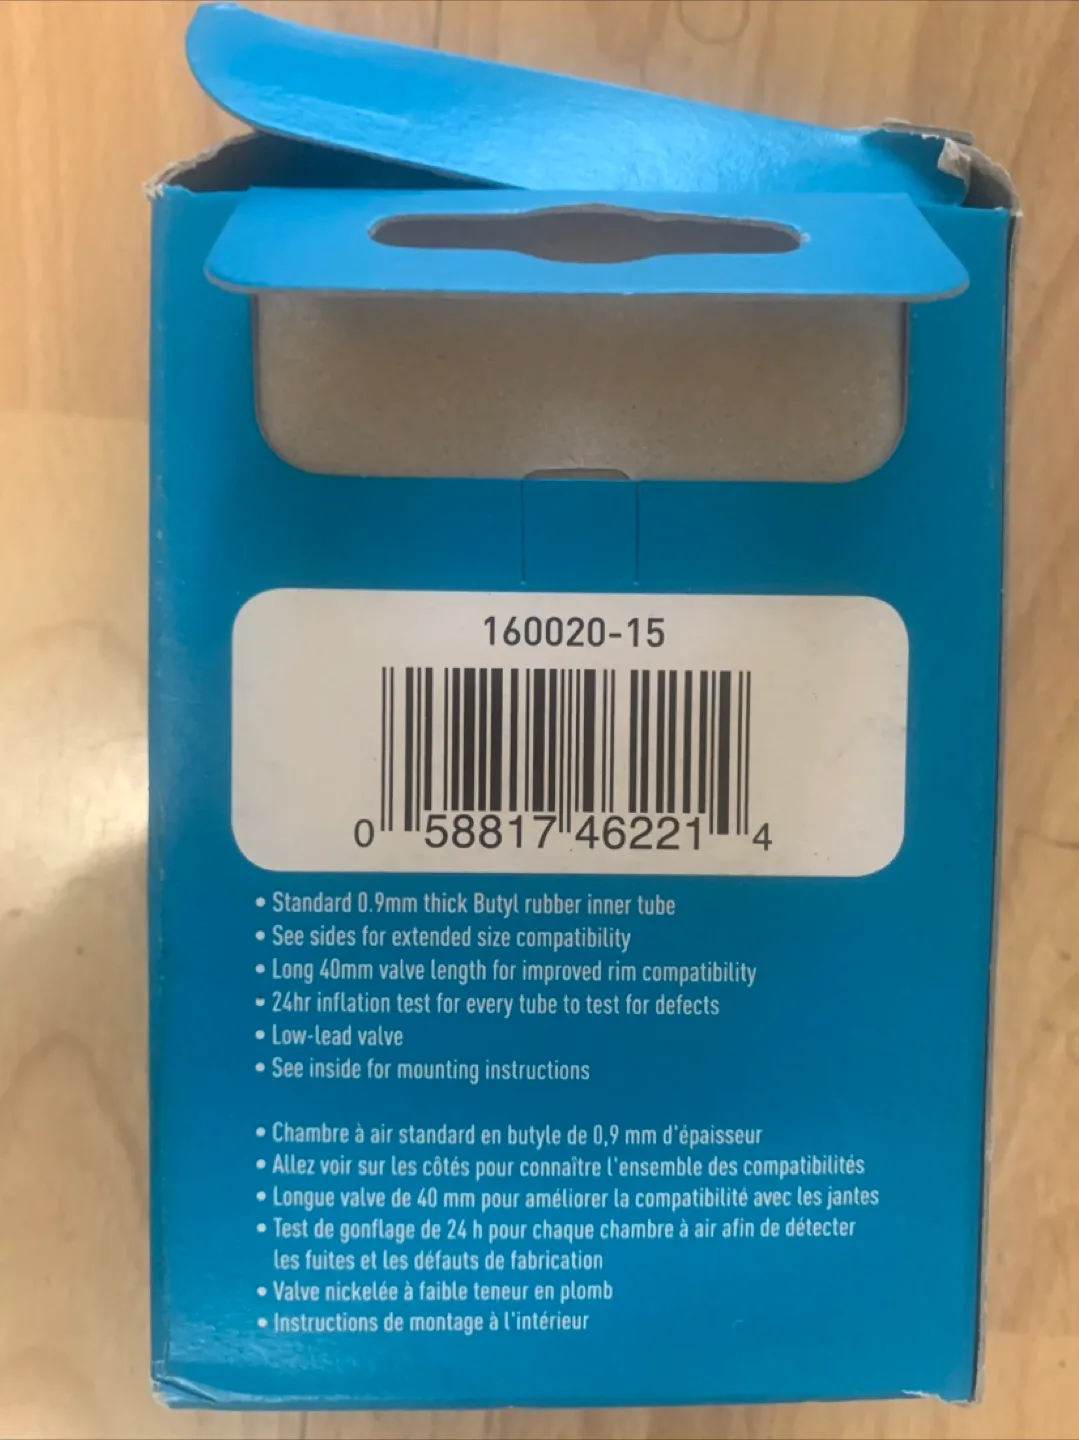 160020-15
0 58817 46221 4
• Standard 0.9mm thick Butyl rubber inner tube
• See sides for extended size compatibility
• Long 40mm valve length for improved rim compatibility
• 24hr inflation test for every tube to test for defects
• Low-lead valve
• See inside for mounting instructions
• Chambre à air standard en butyle de 0,9 mm d'épaisseur
• Allez voir sur les côtés pour connaître l'ensemble des compatibilités
• Longue valve de 40 mm pour améliorer la compatibilité avec les jantes
• Test de gonflage de 24 h pour chaque chambre à air afin de détecter
les fuites et les défauts de fabrication
• Valve nickelée à faible teneur en plomb
• Instructions de montage à l'intérieur